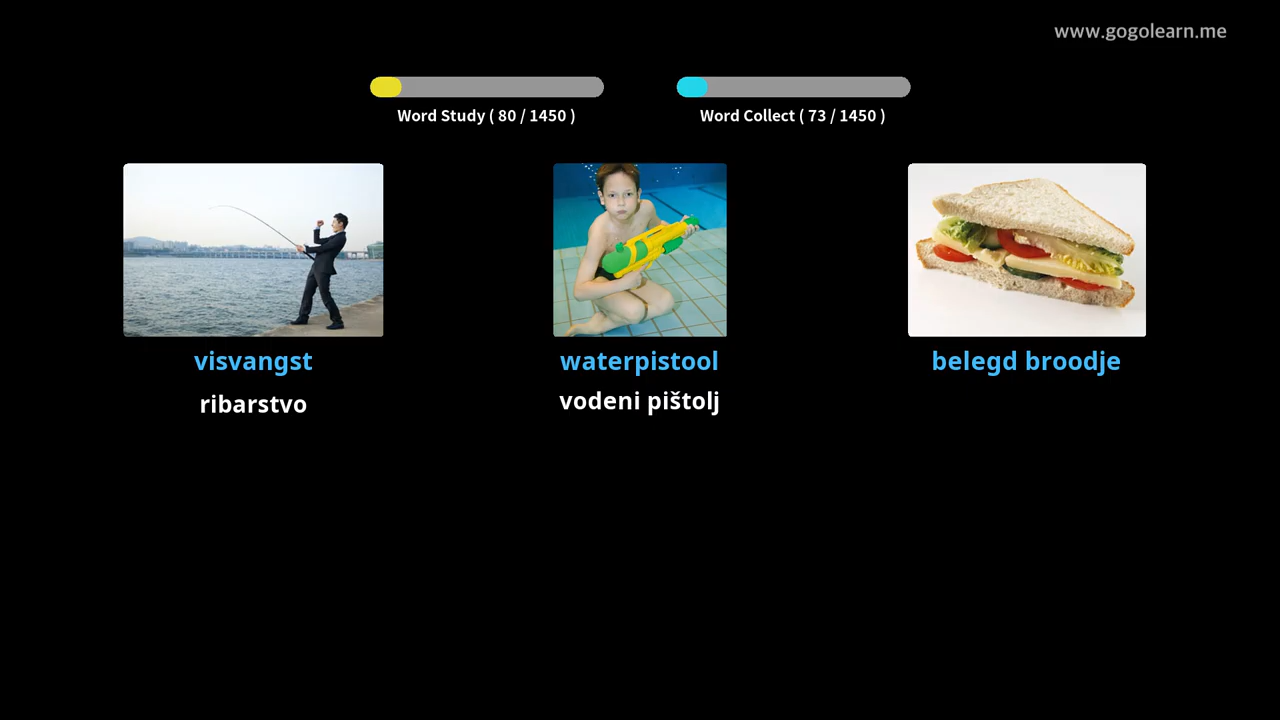 www.gogolearn.me
Word Study ( 80 / 1450 )
Word Collect ( 73 / 1450 )
visvangst
waterpistool
belegd broodje
ribarstvo
vodeni pištolj